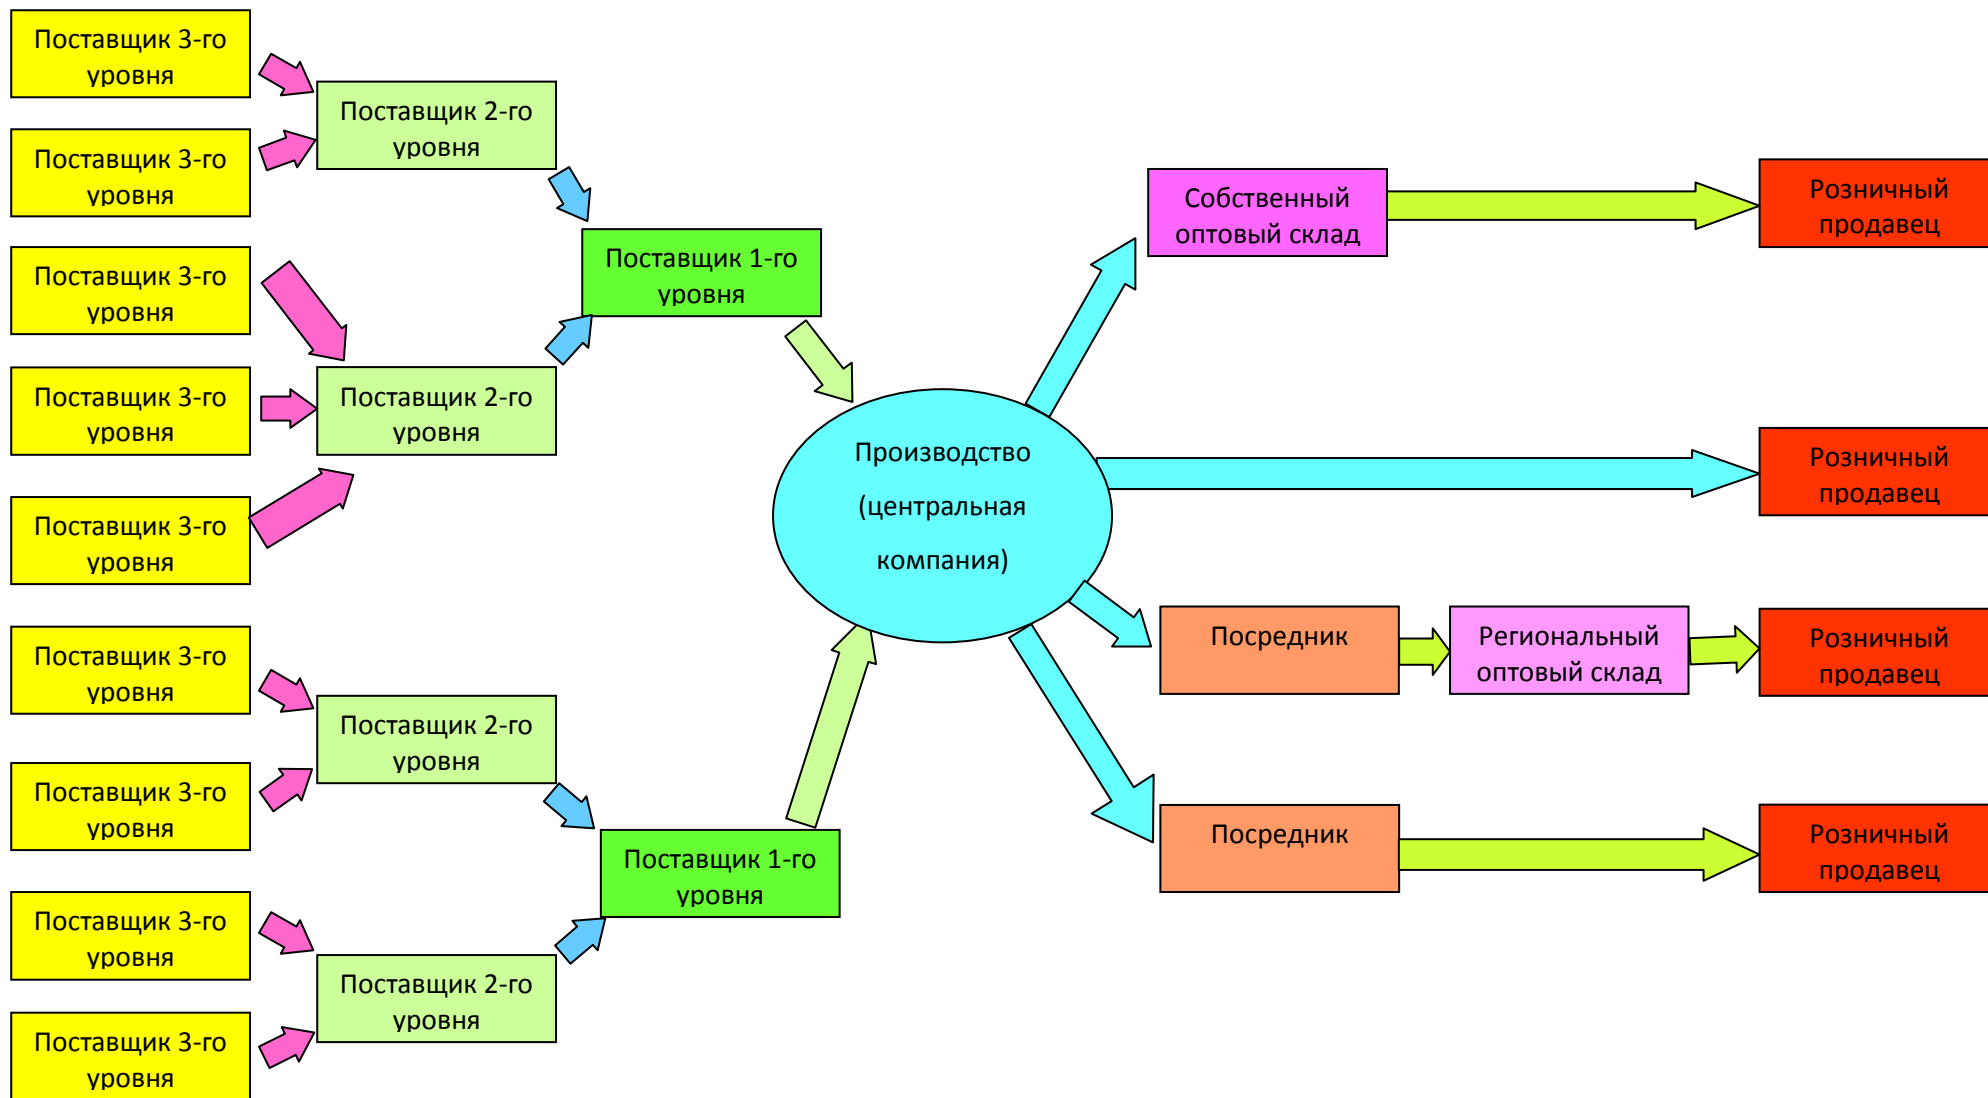 Поставщик 3-го
уровня
Поставщик 3-го
уровня
Поставщик 3-го
уровня
Поставщик 3-го
уровня
Поставщик 3-го
уровня
Поставщик 3-го
уровня
Поставщик 3-го
уровня
Поставщик 3-го
уровня
Поставщик 3-го
уровня
Поставщик 2-го
уровня
Поставщик 2-го
уровня
Поставщик 2-го
уровня
Поставщик 2-го
уровня
Поставщик 1-го
уровня
Поставщик 1-го
уровня
Производство
(центральная
компания)
Собственный
оптовый склад
Розничный
продавец
Розничный
продавец
Посредник
Региональный
оптовый склад
Розничный
продавец
Посредник
Розничный
продавец